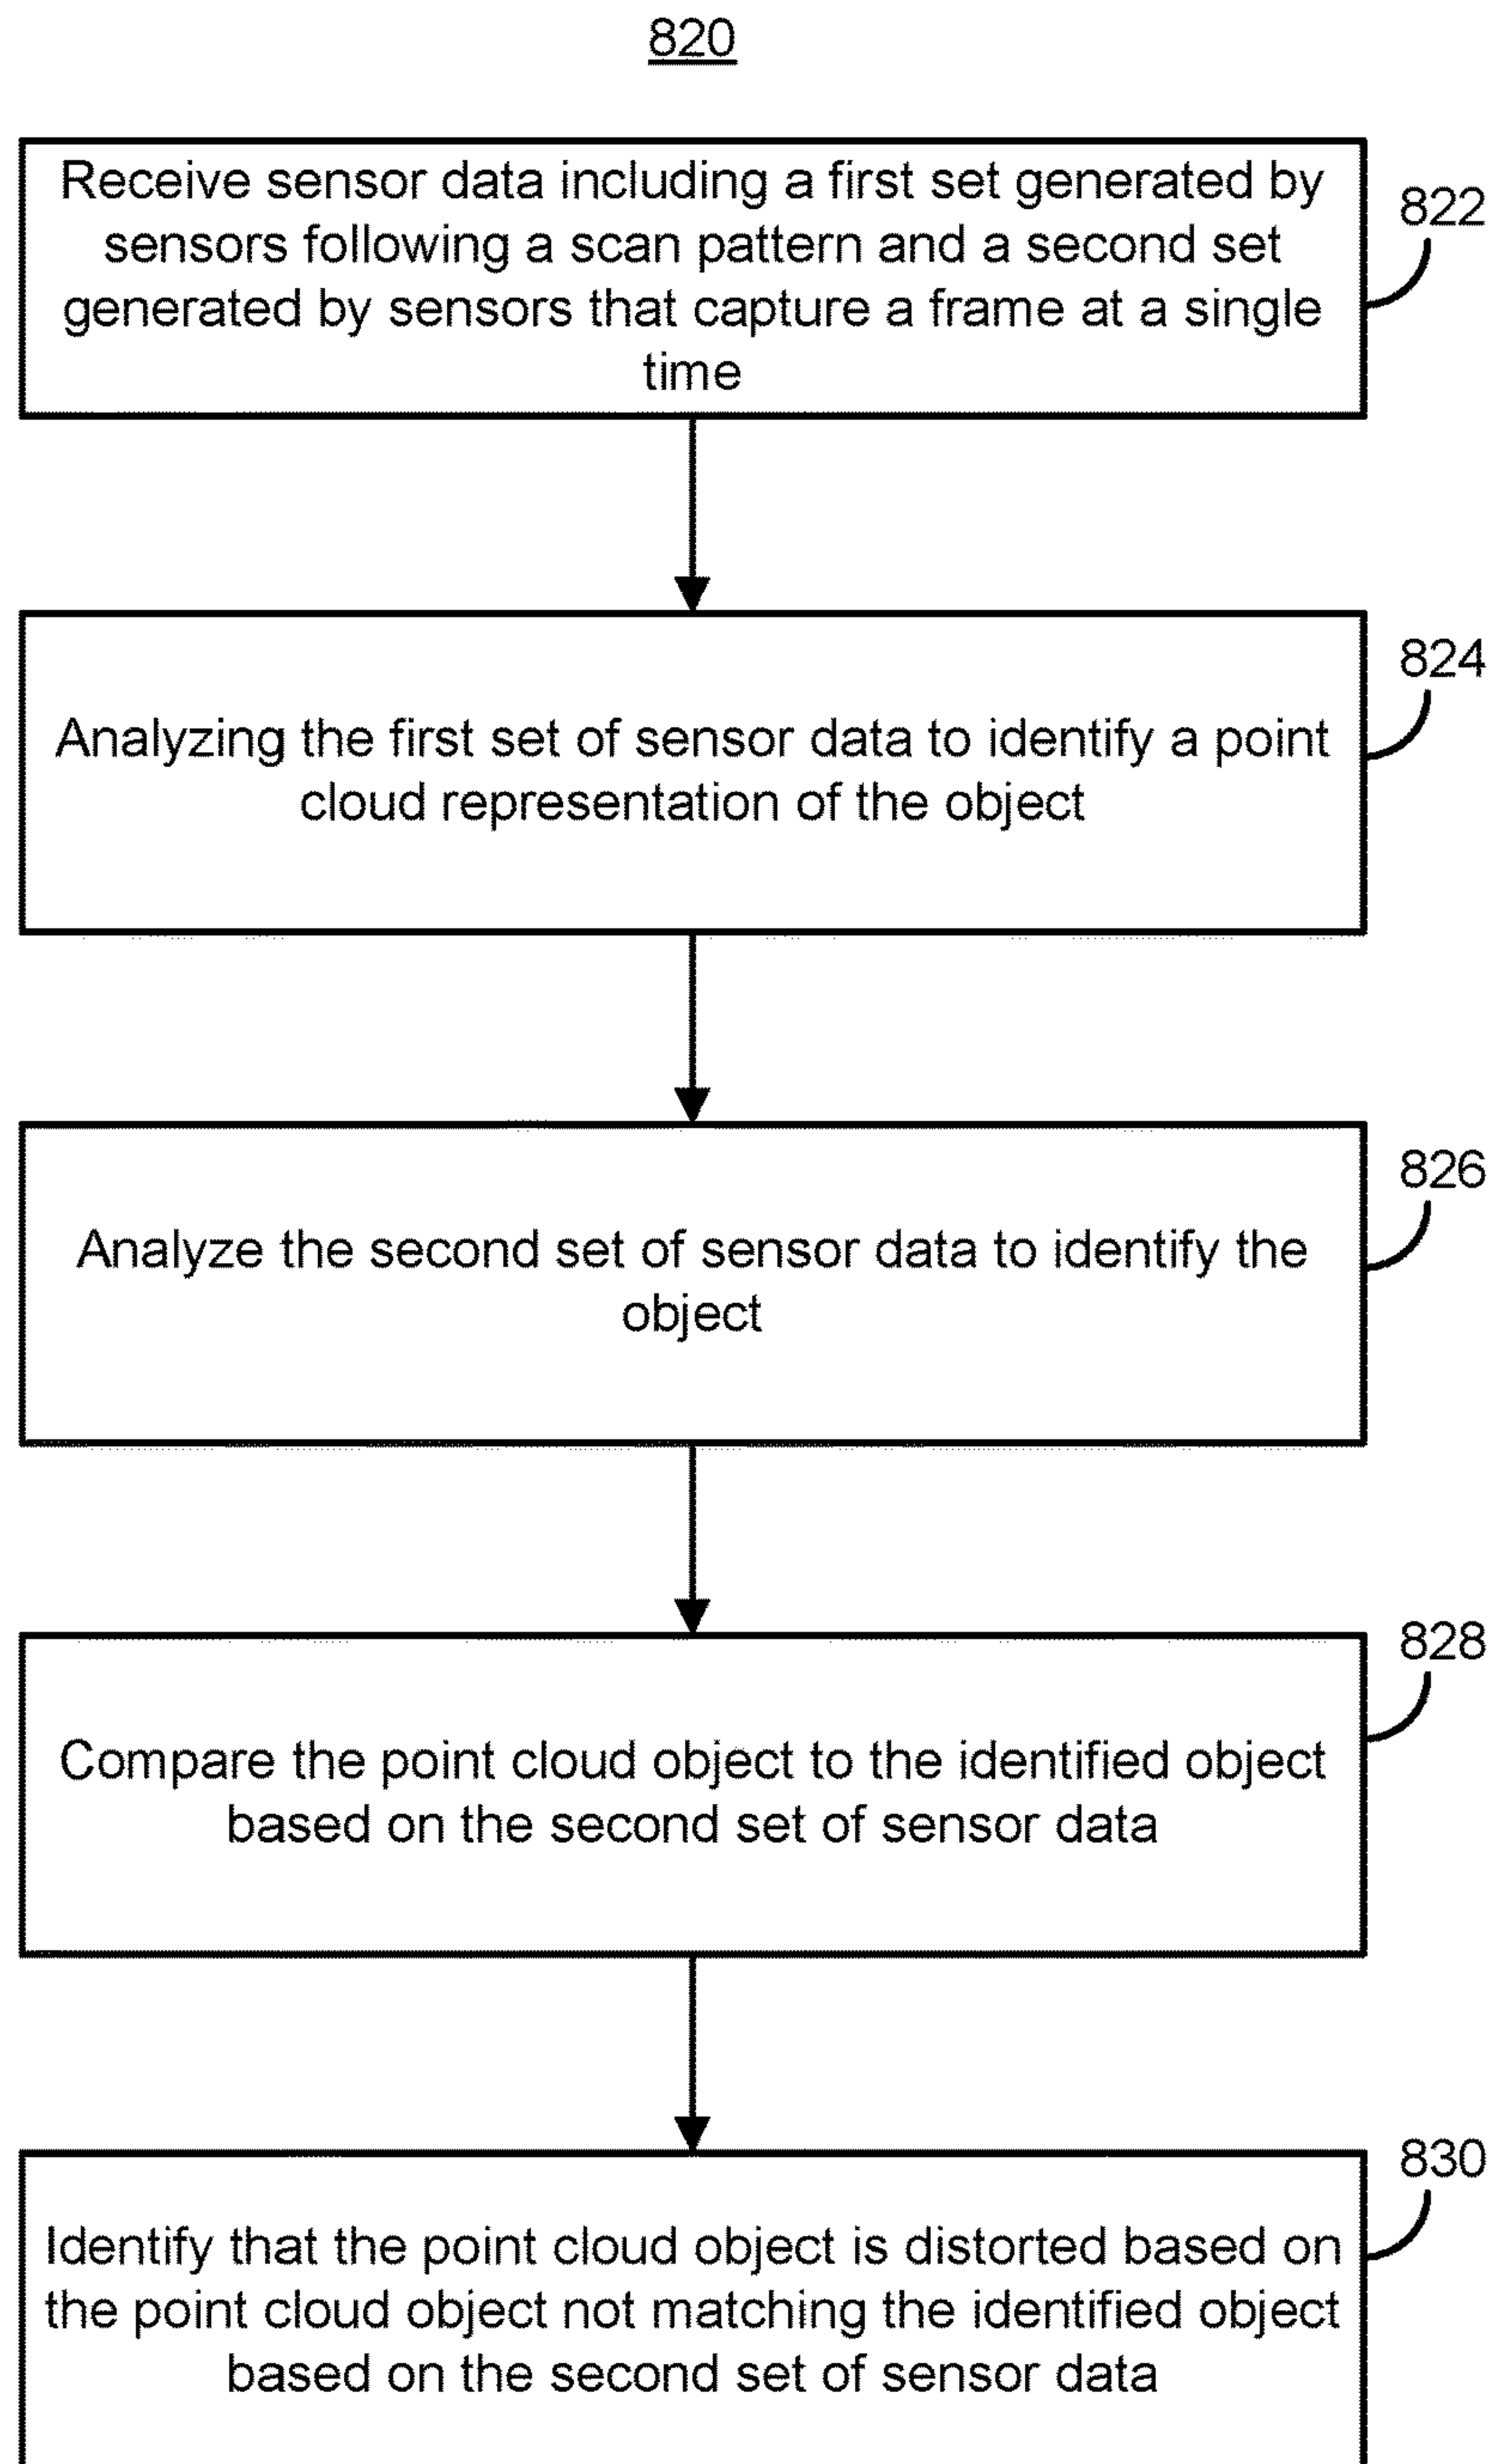 820
Receive sensor data including a first set generated by
sensors following a scan pattern and a second set
generated by sensors that capture a frame at a single
time
822
Analyzing the first set of sensor data to identify a point
cloud representation of the object
824
Analyze the second set of sensor data to identify the
object
826
Compare the point cloud object to the identified object
based on the second set of sensor data
828
Identify that the point cloud object is distorted based on
the point cloud object not matching the identified object
based on the second set of sensor data
830